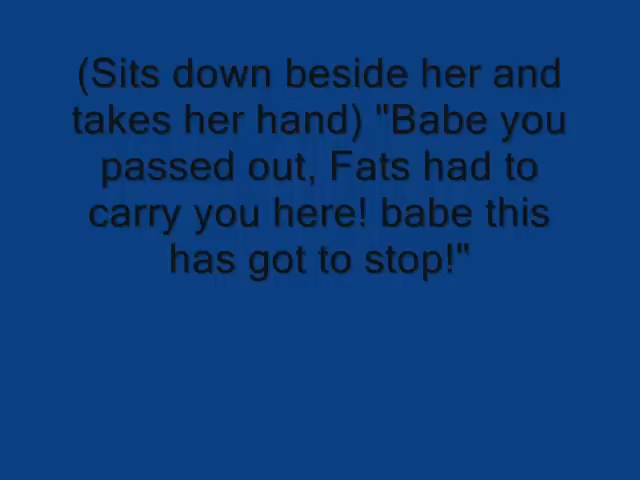 (Sits down beside her and
takes her hand) "Babe you
passed out, Fats had to
carry you here! babe this
has got to stop!"